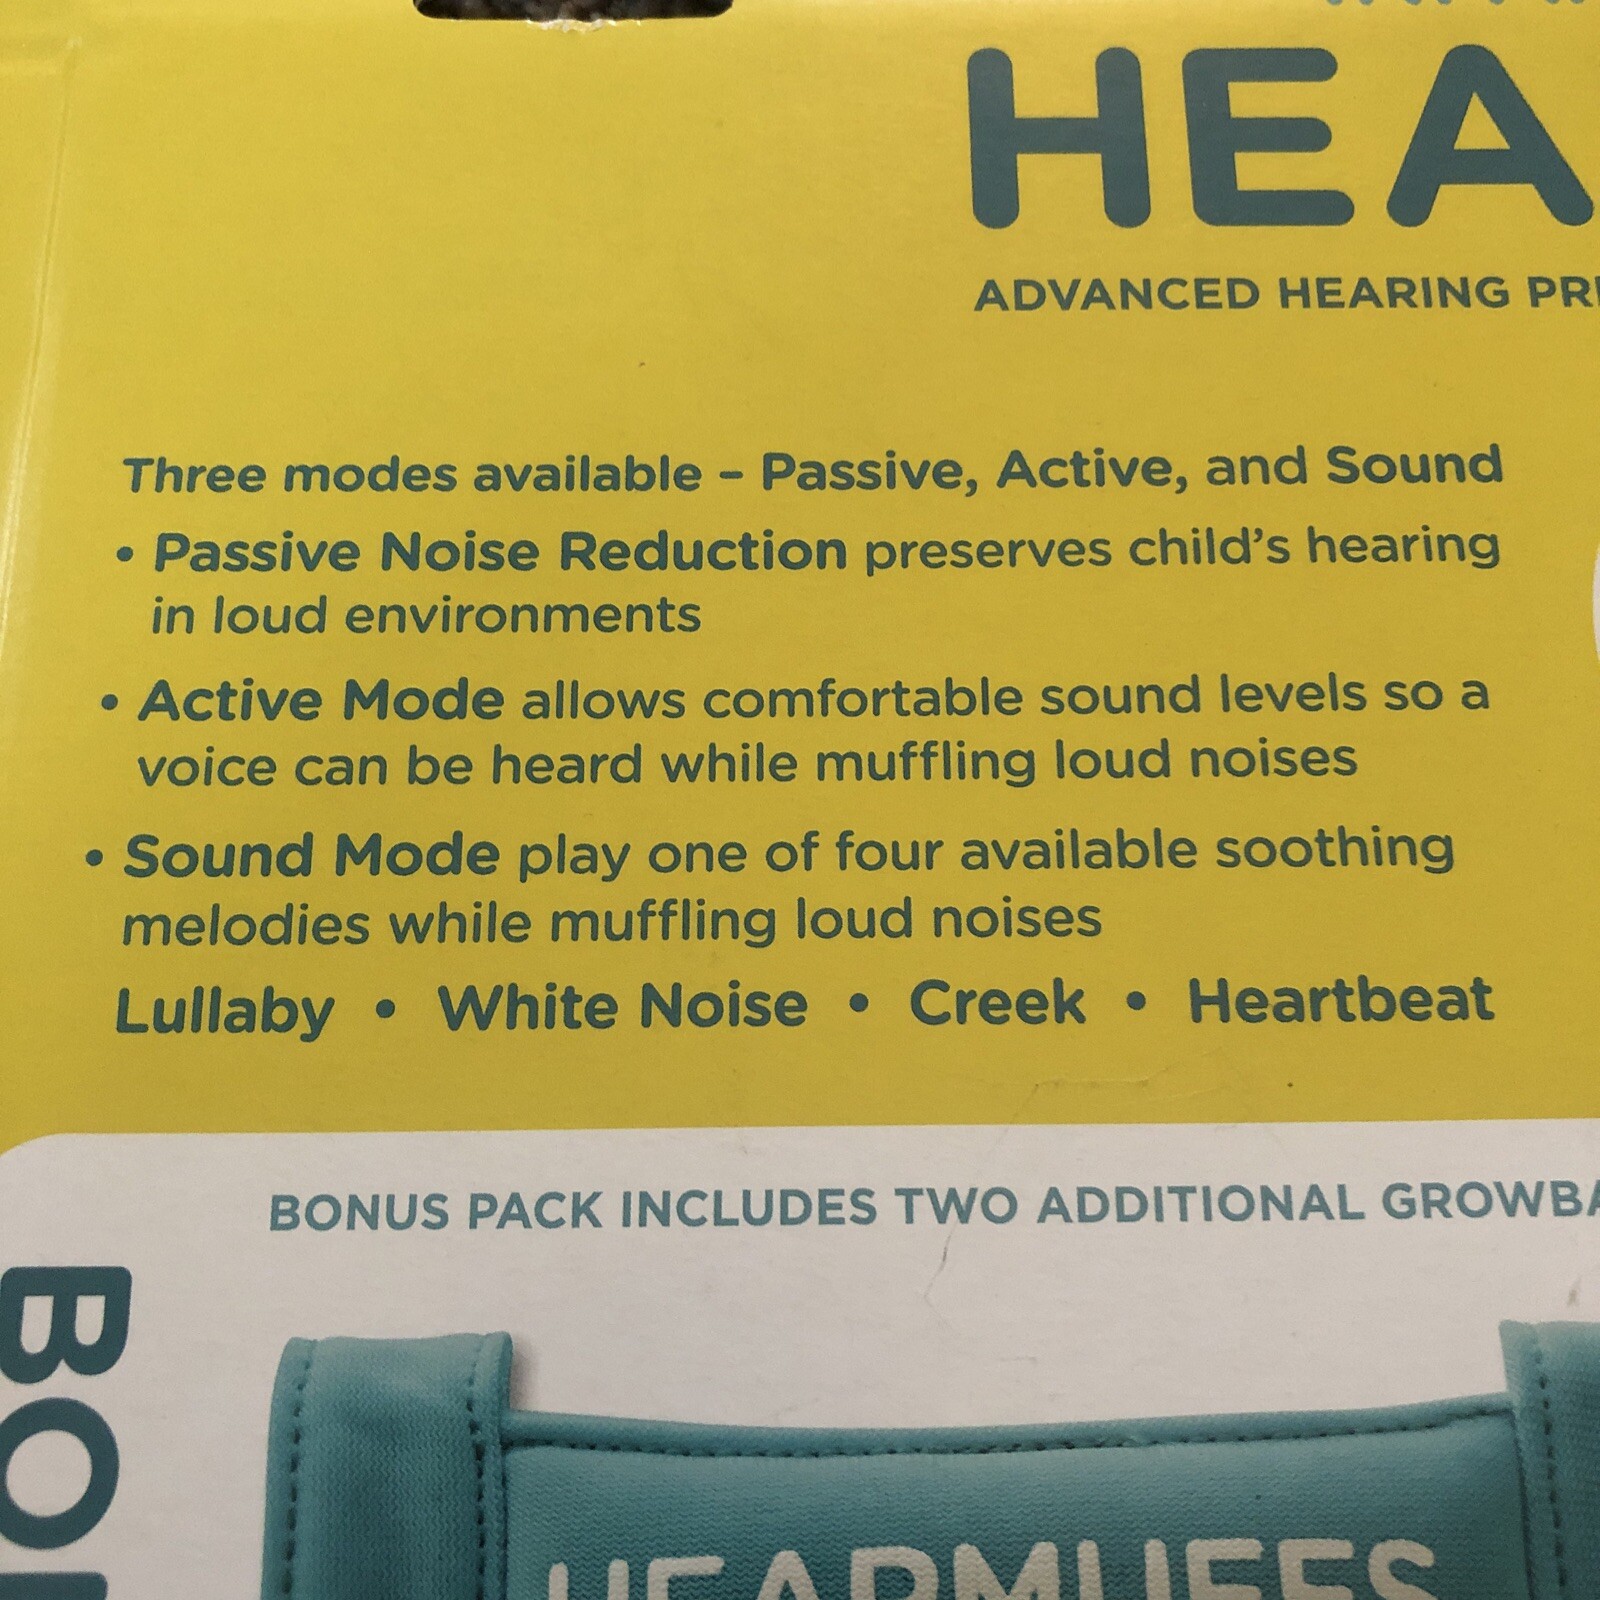 HEA
ADVANCED HEARING
Three modes available – Passive, Active, and Sound
• Passive Noise Reduction preserves child's hearing
in loud environments
• Active Mode allows comfortable sound levels so a
voice can be heard while muffling loud noises
• Sound Mode play one of four available soothing
melodies while muffling loud noises
Lullaby • White Noise • Creek • Heartbeat
BONUS PACK INCLUDES TWO ADDITIONAL GROWBA
BO
HEARMUFFS